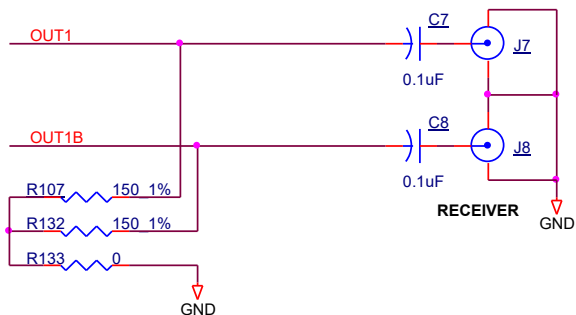 OUT1
C7
J7
0.1uF
OUT1B
C8
J8
0.1uF
R107 150_1%
RECEIVER
GND
R132 150_1%
R133 0
GND